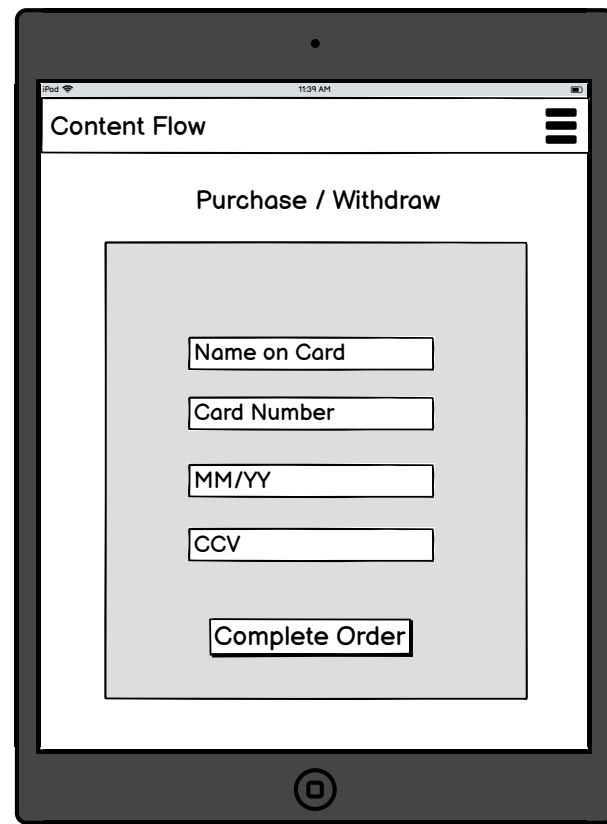 iPad
11:39 AM
Content Flow
Purchase / Withdraw
Name on Card
Card Number
MM/YY
CCV
Complete Order